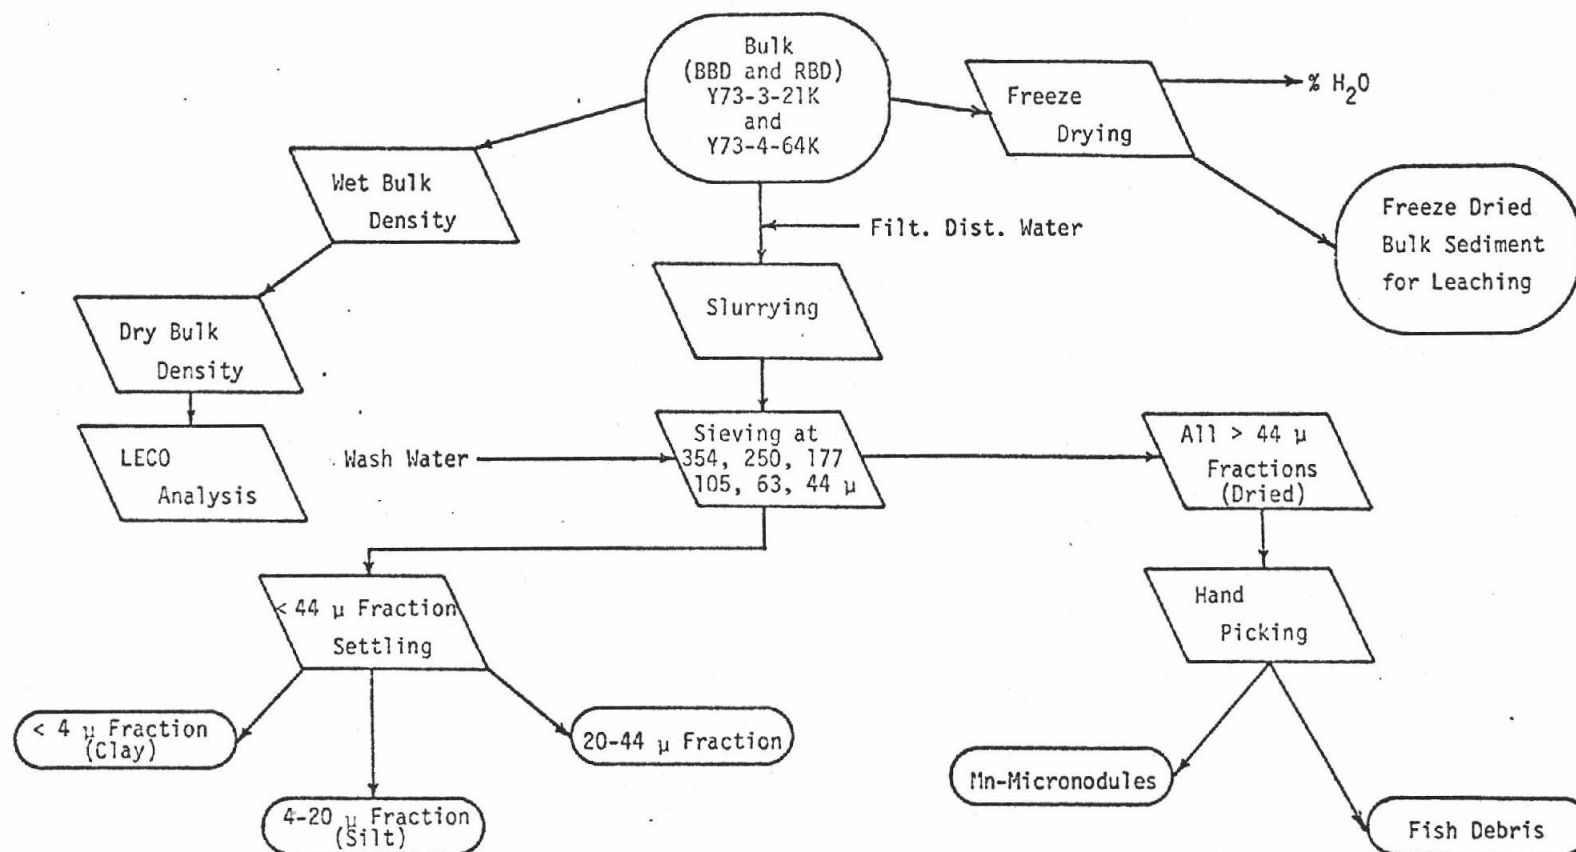 Bulk
(BBD and RBD)
Y73-3-21K
and
Y73-4-64K
Freeze
Drying
% H₂O
Wet Bulk
Density
Filt. Dist. Water
Freeze Dried
Bulk Sediment
for Leaching
Slurrying
Dry Bulk
Density
LECO
Analysis
Wash Water
Sieving at
354, 250, 177
105, 63, 44 μ
All > 44 μ
Fractions
(Dried)
< 44 μ Fraction
Settling
Hand
Picking
< 4 μ Fraction
(Clay)
4-20 μ Fraction
(Silt)
20-44 μ Fraction
Mn-Micronodules
Fish Debris